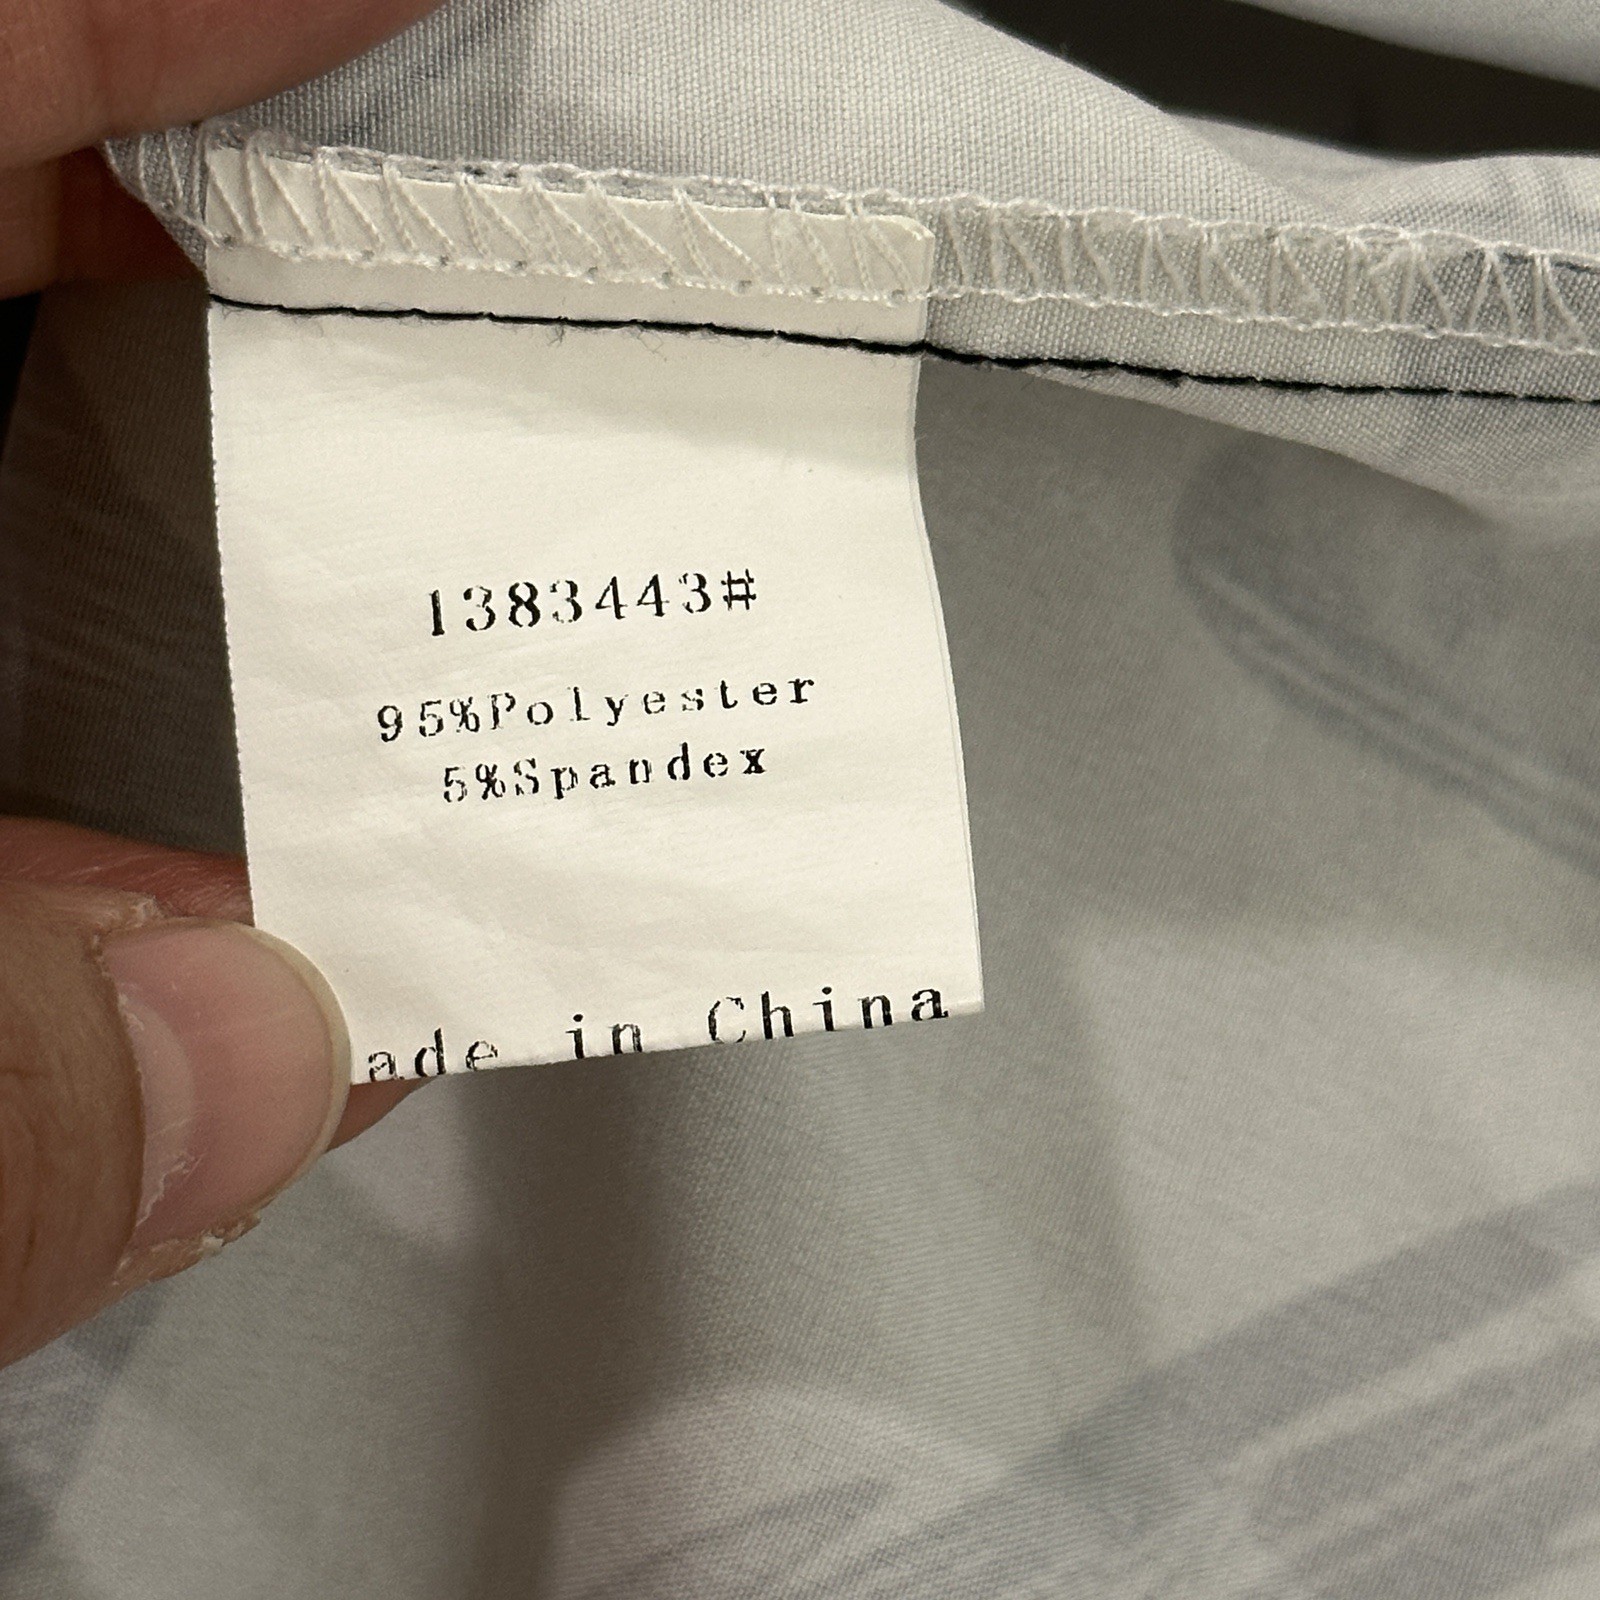 1383443#
95%Polyester
5%Spandex
ade in China